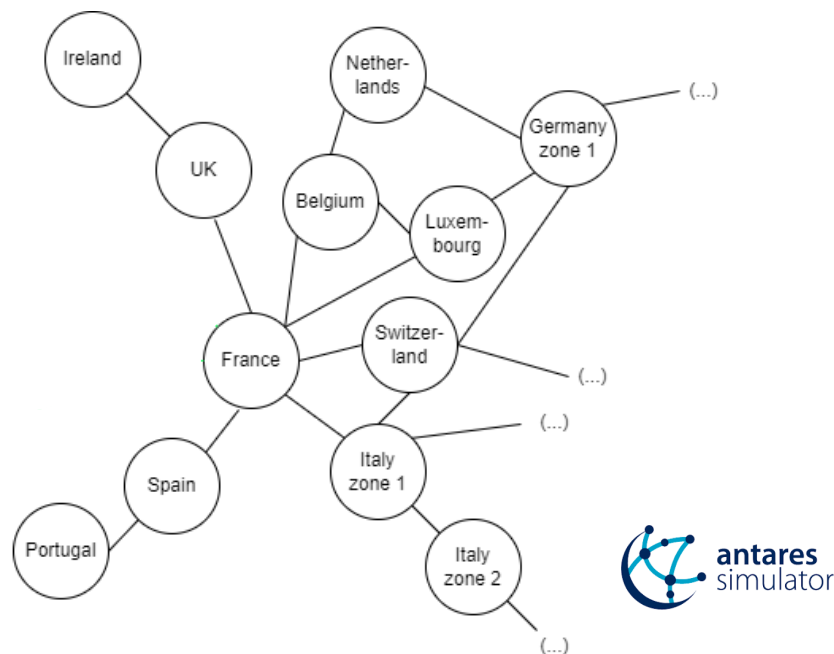 Ireland
Nether-
lands
(...)
Germany
zone 1
UK
Belgium
Luxem-
bourg
Switzer-
land
France
(...)
(...)
Italy
zone 1
Spain
Portugal
Italy
zone 2
(...)
antares
simulator